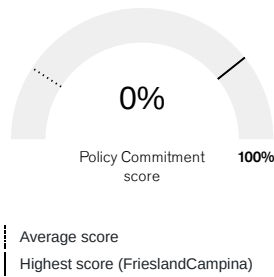 0%
Policy Commitment 100%
score
Average score
Highest score (FrieslandCampina)